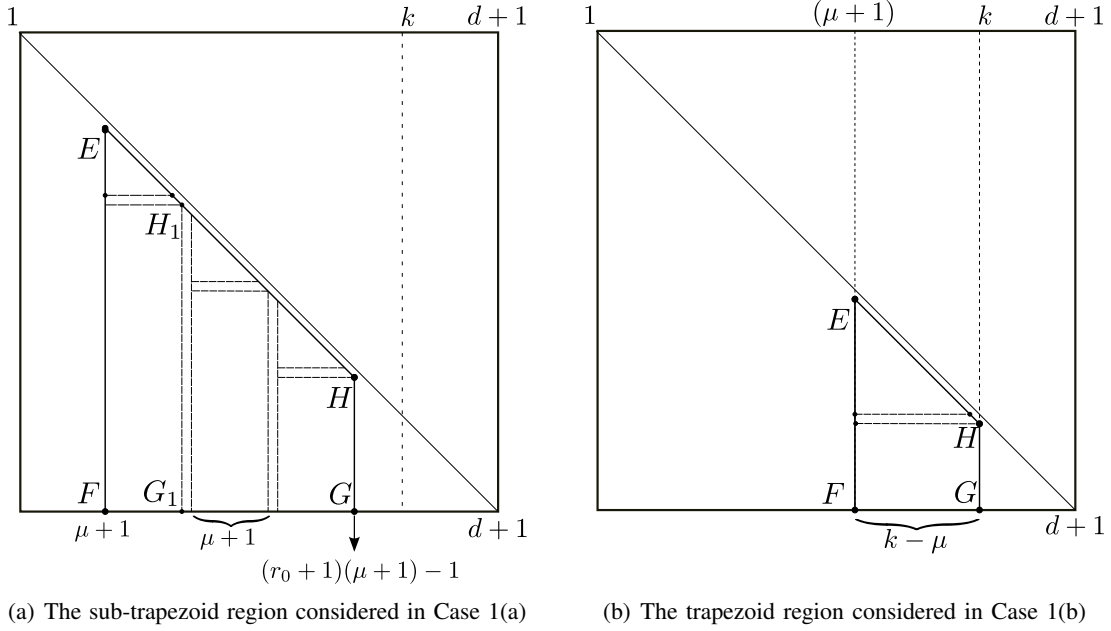 1 k d + 1
E
H₁
H
F G₁ G
μ + 1 μ + 1 d + 1
(r₀ + 1)(μ + 1) − 1
(a) The sub-trapezoid region considered in Case 1(a)
1 (μ + 1) k d + 1
E
H
F G
k − μ d + 1
(b) The trapezoid region considered in Case 1(b)